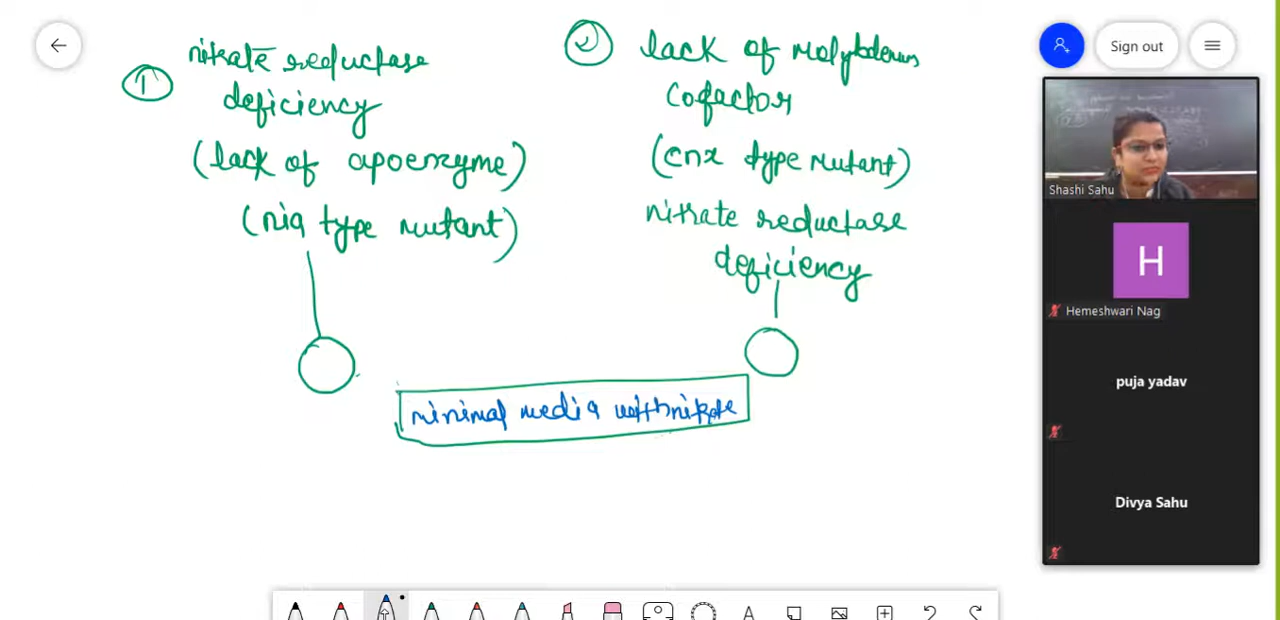 ① nitrate reductase
deficiency
(lack of apoenzyme)
(nia type mutant)
② lack of Molybdenum
cofactor
(cnx type mutant)
nitrate reductase
deficiency
minimal media with nitrate
Sign out
Shashi Sahu
H
Hemeshwari Nag
puja yadav
Divya Sahu
A